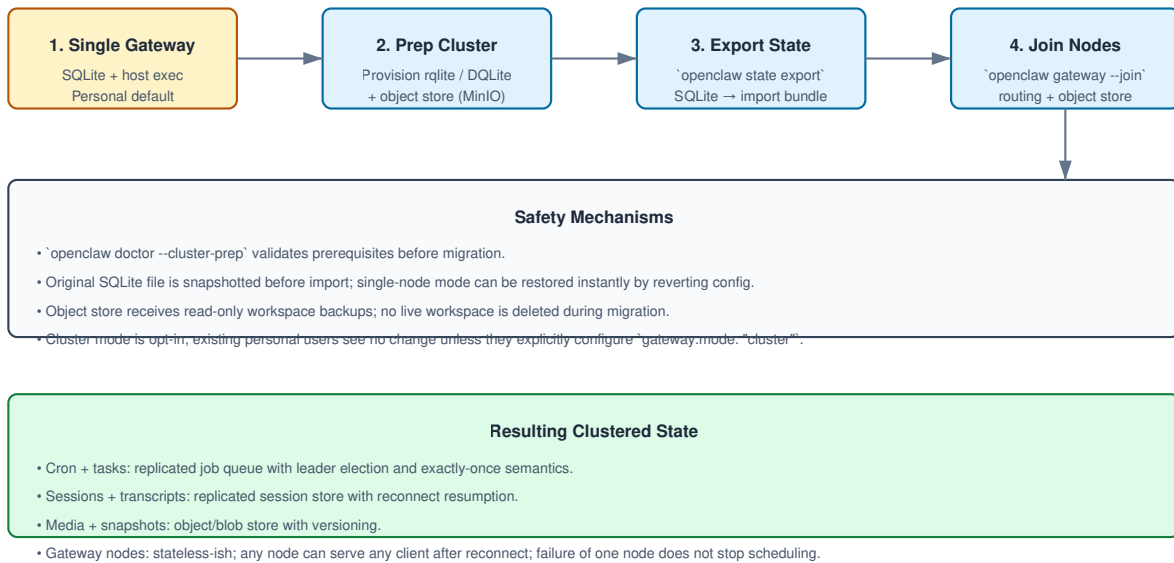 1. Single Gateway
SQLite + host exec
Personal default
2. Prep Cluster
Provision rqlite / DQLite
+ object store (MinIO)
3. Export State
`openclaw state export`
SQLite → import bundle
4. Join Nodes
`openclaw gateway --join`
routing + object store
Safety Mechanisms
• `openclaw doctor --cluster-prep` validates prerequisites before migration.
• Original SQLite file is snapshotted before import; single-node mode can be restored instantly by reverting config.
• Object store receives read-only workspace backups; no live workspace is deleted during migration.
• Cluster mode is opt-in; existing personal users see no change unless they explicitly configure `gateway.mode: "cluster"`.
Resulting Clustered State
• Cron + tasks: replicated job queue with leader election and exactly-once semantics.
• Sessions + transcripts: replicated session store with reconnect resumption.
• Media + snapshots: object/blob store with versioning.
• Gateway nodes: stateless-ish; any node can serve any client after reconnect; failure of one node does not stop scheduling.